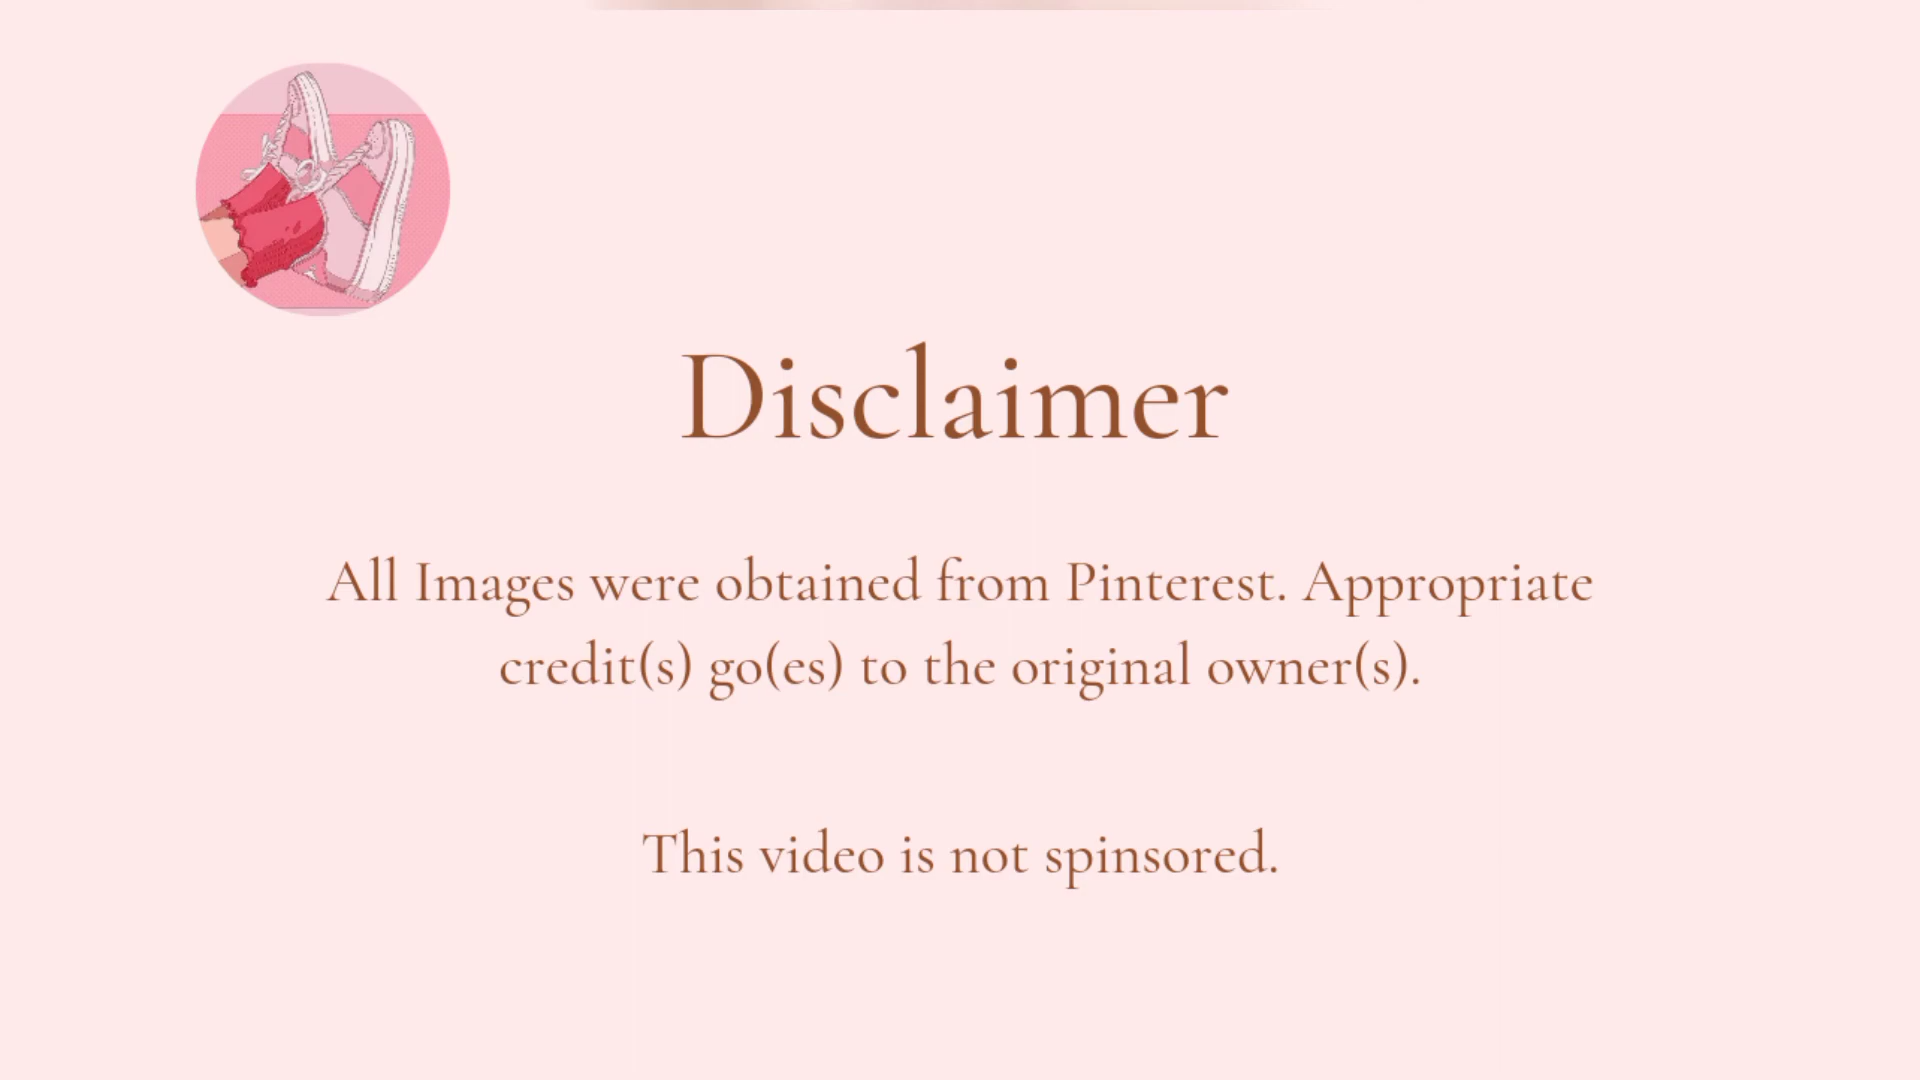 Disclaimer
All Images were obtained from Pinterest. Appropriate
credit(s) go(es) to the original owner(s).
This video is not spinsored.